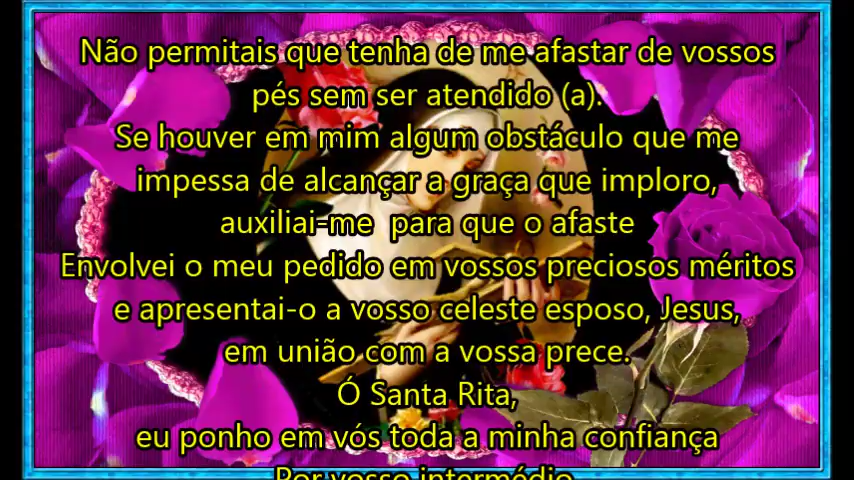 Não permitais que tenha de me afastar de vossos
pés sem ser atendido (a).
Se houver em mim algum obstáculo que me
impessa de alcançar a graça que imploro,
auxiliai-me para que o afaste
Envolvei o meu pedido em vossos preciosos méritos
e apresentai-o a vosso celeste esposo, Jesus,
em união com a vossa prece.
Ó Santa Rita,
eu ponho em vós toda a minha confiança
Por vosso intermédio